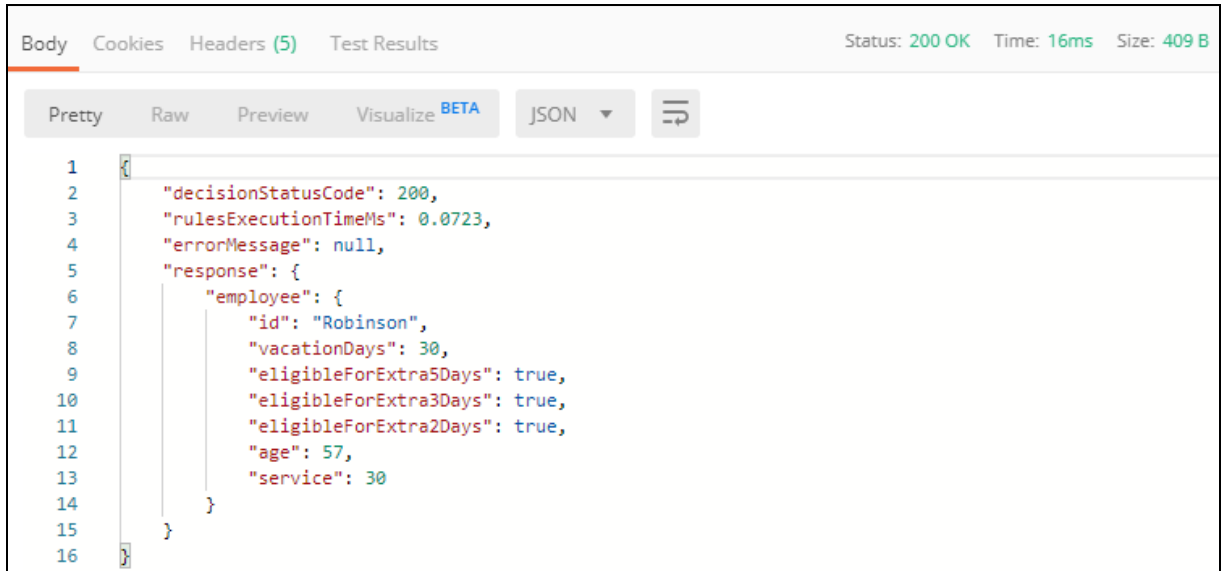 Body Cookies Headers (5) Test Results Status: 200 OK Time: 16ms Size: 409 B
Pretty Raw Preview Visualize BETA JSON
1 {
2 "decisionStatusCode": 200,
3 "rulesExecutionTimeMs": 0.0723,
4 "errorMessage": null,
5 "response": {
6 "employee": {
7 "id": "Robinson",
8 "vacationDays": 30,
9 "eligibleForExtra5Days": true,
10 "eligibleForExtra3Days": true,
11 "eligibleForExtra2Days": true,
12 "age": 57,
13 "service": 30
14 }
15 }
16 }